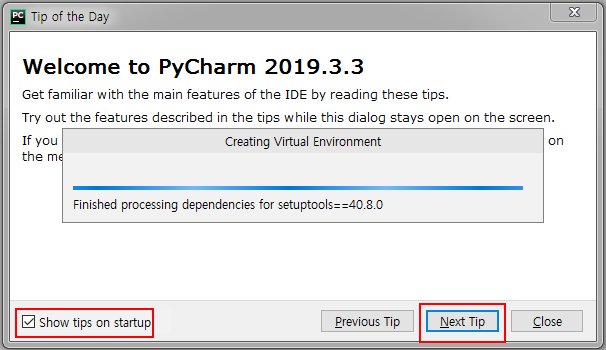 PC Tip of the Day
Welcome to PyCharm 2019.3.3
Get familiar with the main features of the IDE by reading these tips.
Try out the features described in the tips while this dialog stays open on the screen.
If you on
the me
Creating Virtual Environment
Finished processing dependencies for setuptools==40.8.0
Show tips on startup
Previous Tip
Next Tip
Close